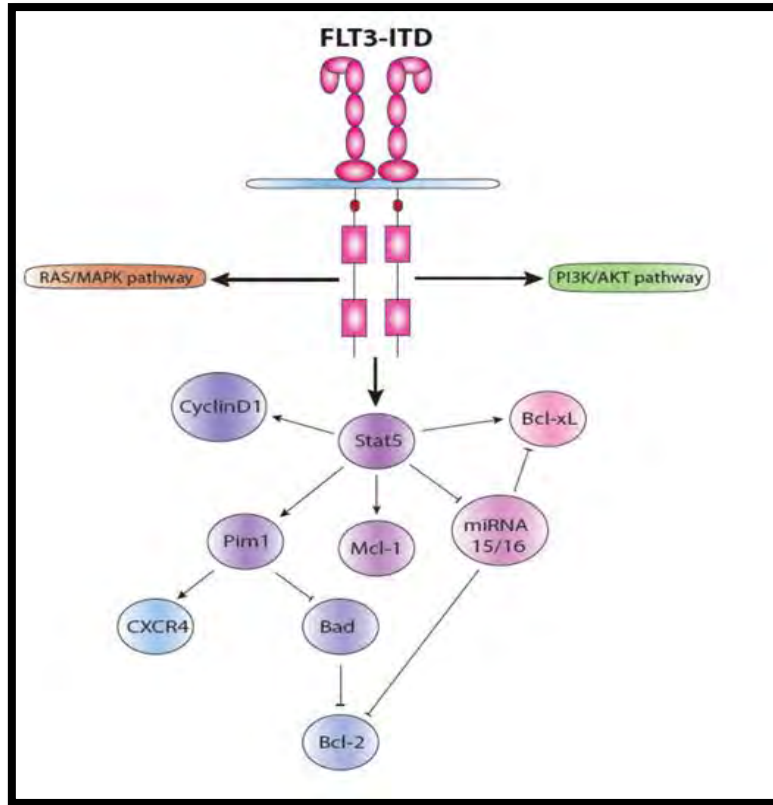 FLT3-ITD
RAS/MAPK pathway
PI3K/AKT pathway
CyclinD1
Bcl-xL
Stat5
Pim1
Mcl-1
miRNA
15/16
CXCR4
Bad
Bcl-2